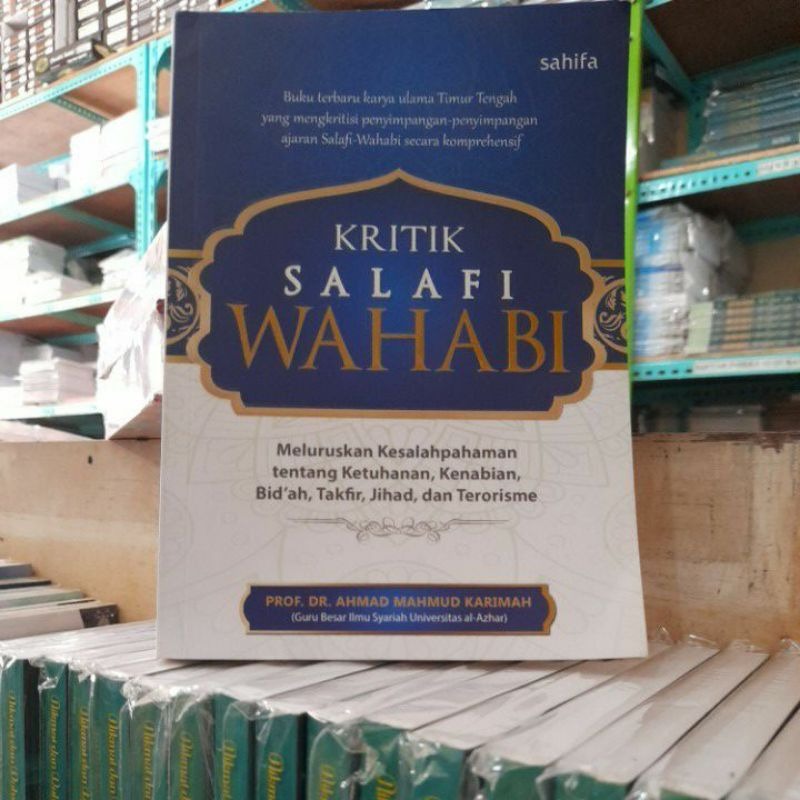 sahifa
Buku terbaru karya ulama Timur Tengah
yang mengkritisi penyimpangan-penyimpangan
ajaran Salafi-Wahabi secara komprehensif
KRITIK
SALAFI
WAHABI
Meluruskan Kesalahpahaman
tentang Ketuhanan, Kenabian,
Bid'ah, Takfir, Jihad, dan Terorisme
PROF. DR. AHMAD MAHMUD KARIMAH
(Guru Besar Ilmu Syariah Universitas al-Azhar)